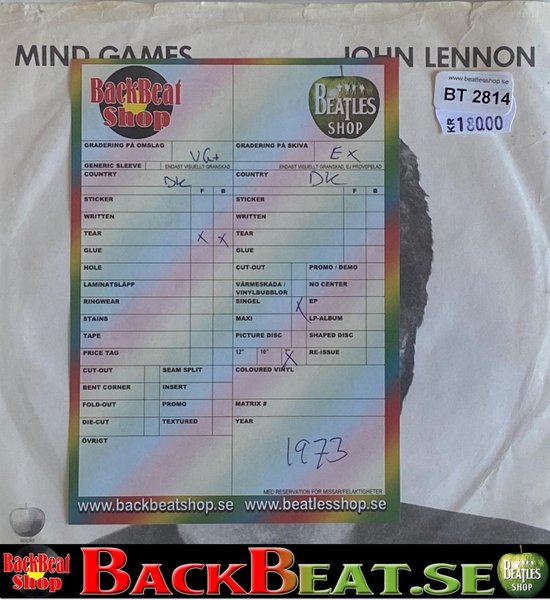 MIND GAMES
JOHN LENNON
www.beatlesshop.se
BT 2814
KR 180.00
BackBeat
Shop
BEATLES
SHOP
GRADERING PÅ OMSLAG VG+
GRADERING PÅ SKIVA EX
GENERIC SLEEVE ENDAST VISUELLT GRANSKAD
ENDAST VISUELLT GRANSKAD, EJ PROVSPELAD
COUNTRY DK
F B
COUNTRY DK
F B
STICKER
STICKER
WRITTEN
WRITTEN
TEAR X X
TEAR
GLUE
GLUE
HOLE
CUT-OUT PROMO / DEMO
LAMINATSLÄPP
VÄRMESKADA /
VINYLBUBBLOR
NO CENTER
RINGWEAR
SINGEL X EP
STAINS
MAXI LP-ALBUM
TAPE
PICTURE DISC SHAPED DISC
PRICE TAG
12" 10" X RE-ISSUE
CUT-OUT SEAM SPLIT
COLOURED VINYL
BENT CORNER INSERT
FOLD-OUT PROMO
MATRIX #
DIE-CUT TEXTURED
YEAR
ÖVRIGT
1973
MED RESERVATION FÖR MISSAR/FELAKTIGHETER
www.backbeatshop.se www.beatlesshop.se
apple
BackBeat
Shop
BACKBEAT.SE
BEATLES
SHOP